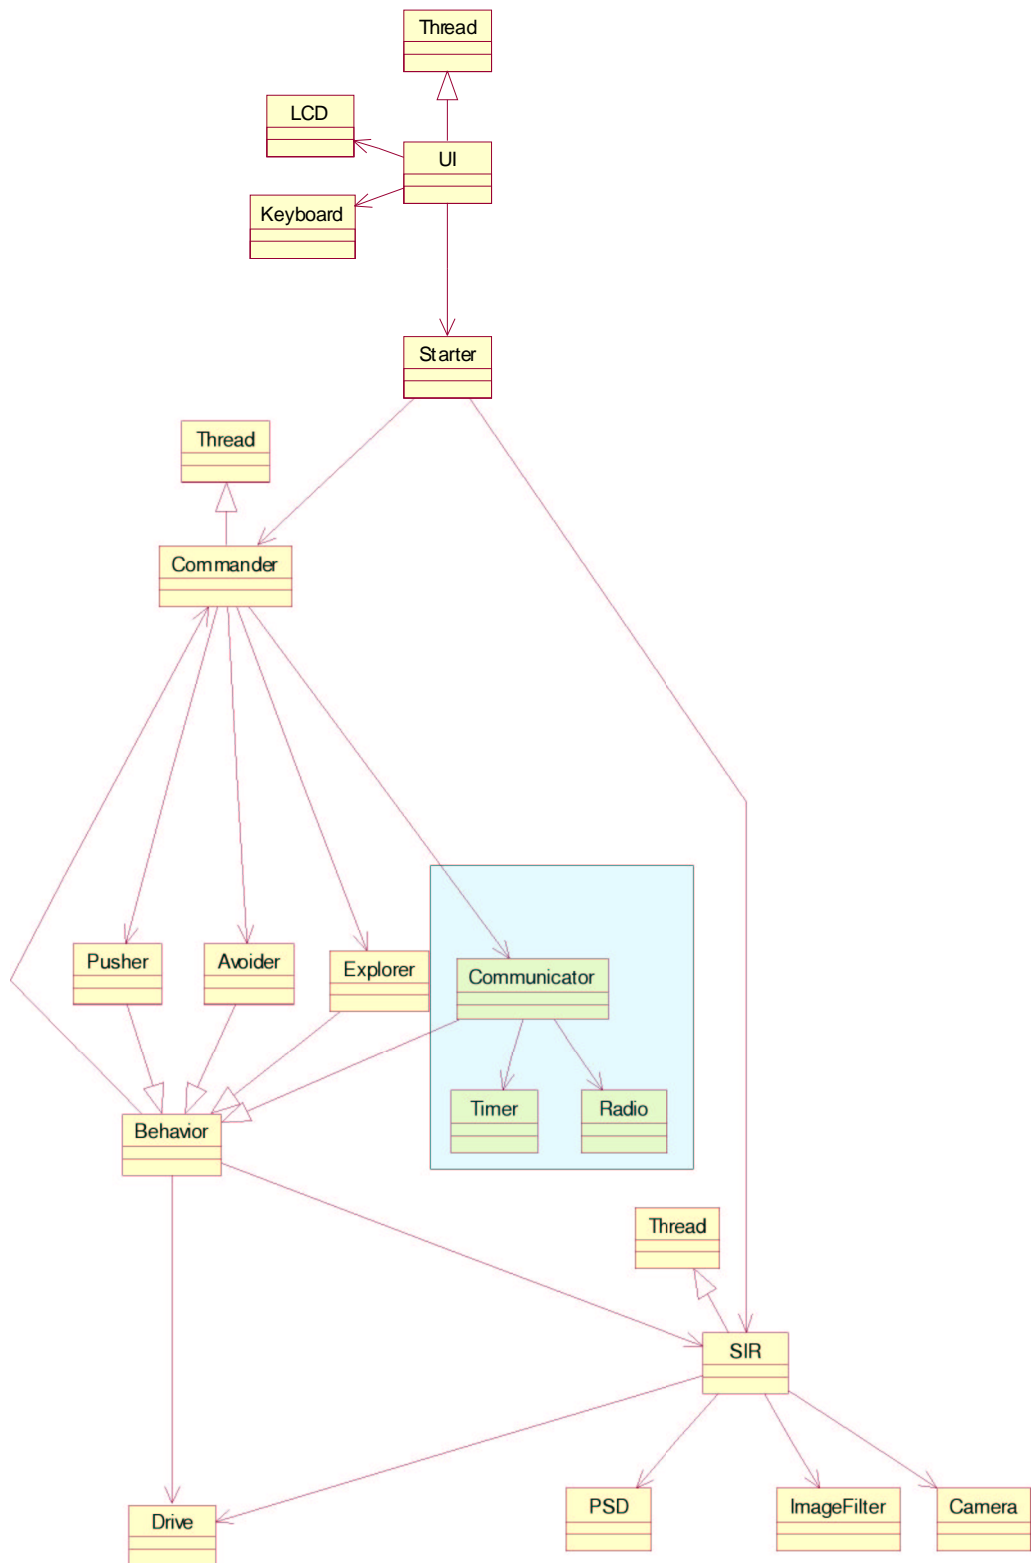 Thread
LCD
UI
Keyboard
Starter
Thread
Commander
Pusher
Avoider
Explorer
Communicator
Timer
Radio
Behavior
Thread
SIR
PSD
ImageFilter
Camera
Drive